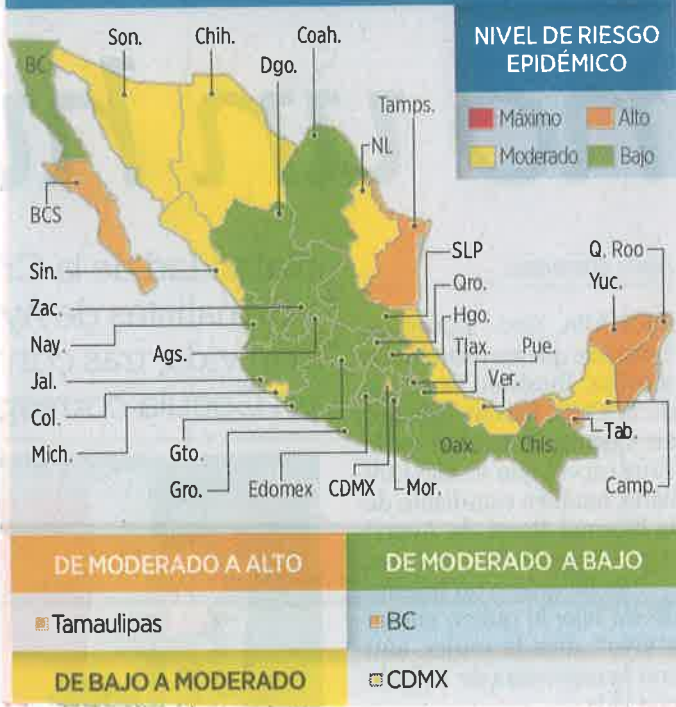 NIVEL DE RIESGO
EPIDÉMICO
Máximo
Alto
Moderado
Bajo
Son.
Chih.
Coah.
BC
Dgo.
Tamps.
NL
BCS
SLP
Q. Roo
Sin.
Qro.
Yuc.
Zac.
Hgo.
Nay.
Ags.
Tlax.
Pue.
Jal.
Ver.
Col.
Mich.
Gto.
Oax.
Chis.
Tab.
Gro.
Edomex
CDMX
Mor.
Camp.
DE MODERADO A ALTO
DE MODERADO A BAJO
Tamaulipas
BC
DE BAJO A MODERADO
CDMX